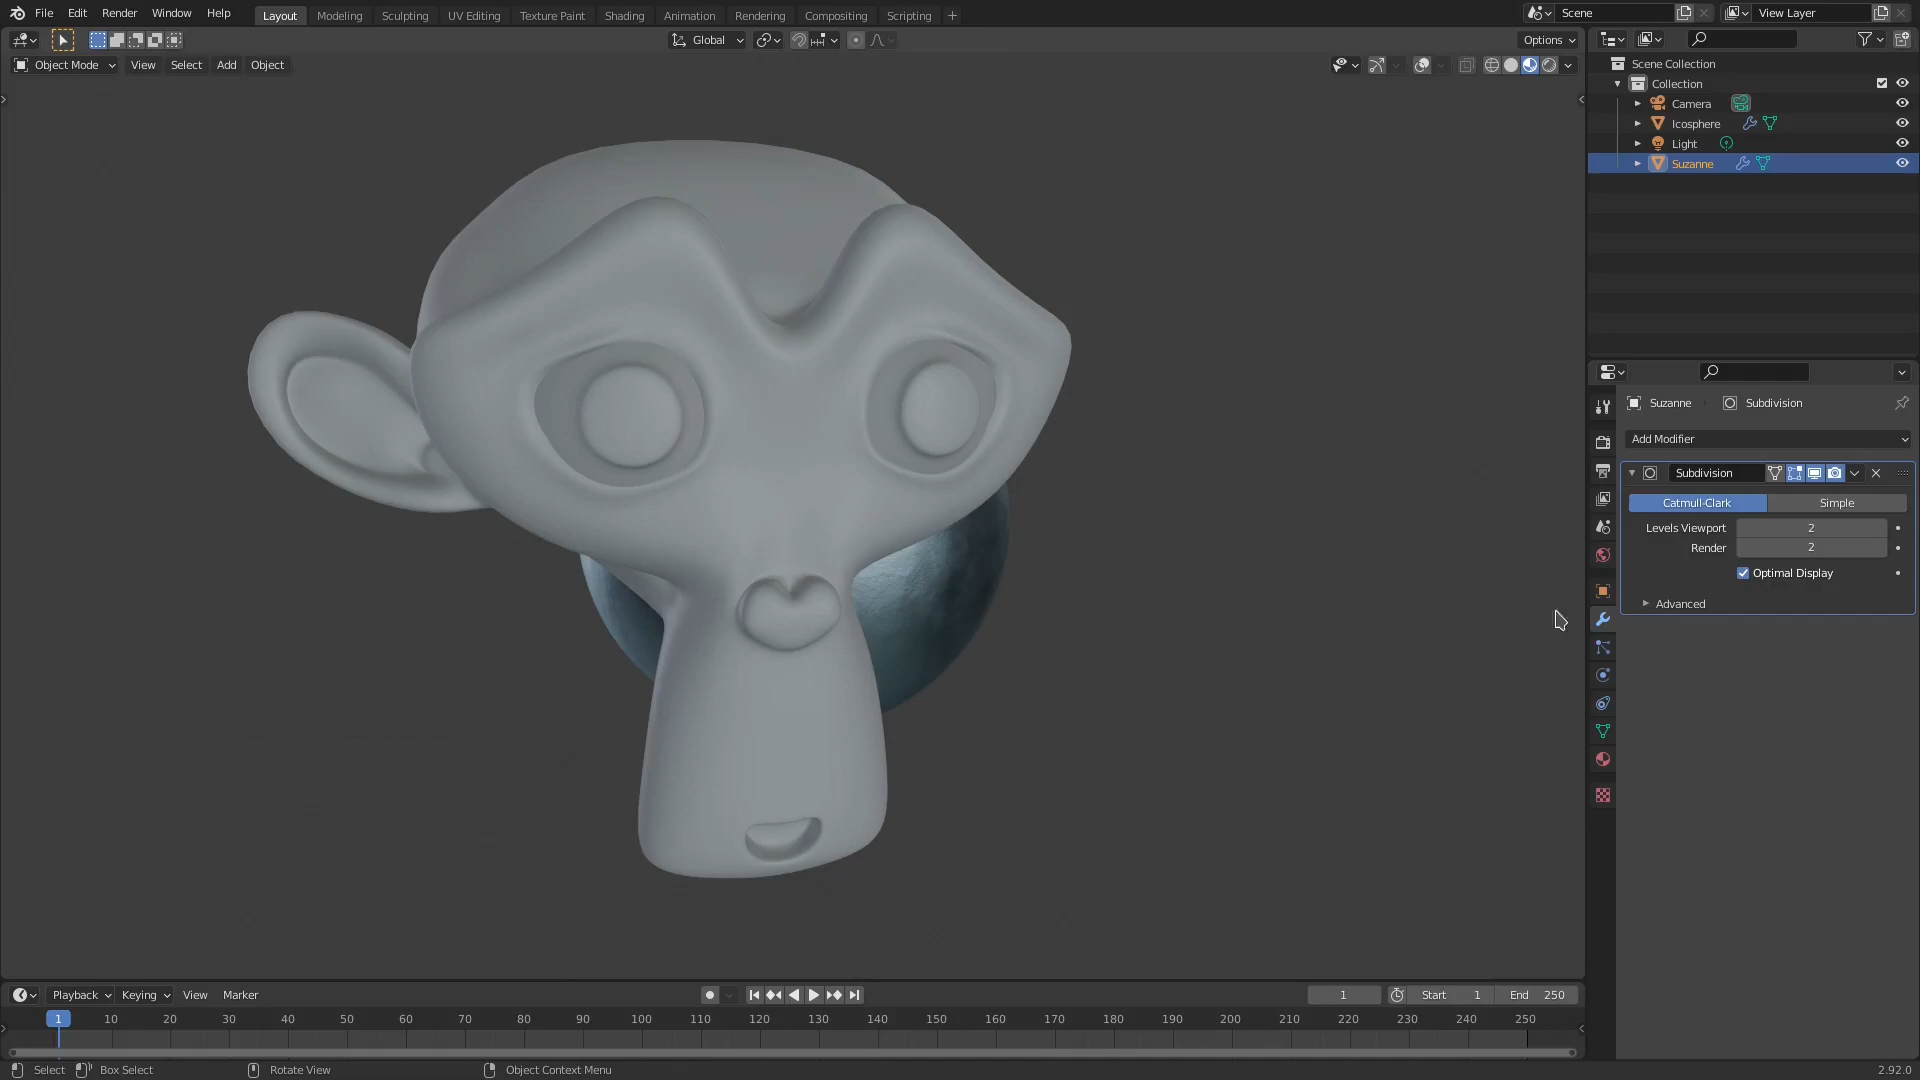 File Edit Render Window Help Layout Modeling Sculpting UV Editing Texture Paint Shading Animation Rendering Compositing Scripting + Scene View Layer
Global Options
Object Mode View Select Add Object
Scene Collection
Collection
Camera
Icosphere
Light
Suzanne
Suzanne Subdivision
Add Modifier
Subdivision
Catmull-Clark Simple
Levels Viewport 2
Render 2
Optimal Display
Advanced
Playback Keying View Marker 1 Start 1 End 250
1 10 20 30 40 50 60 70 80 90 100 110 120 130 140 150 160 170 180 190 200 210 220 230 240 250
Select Box Select Rotate View Object Context Menu 2.92.0